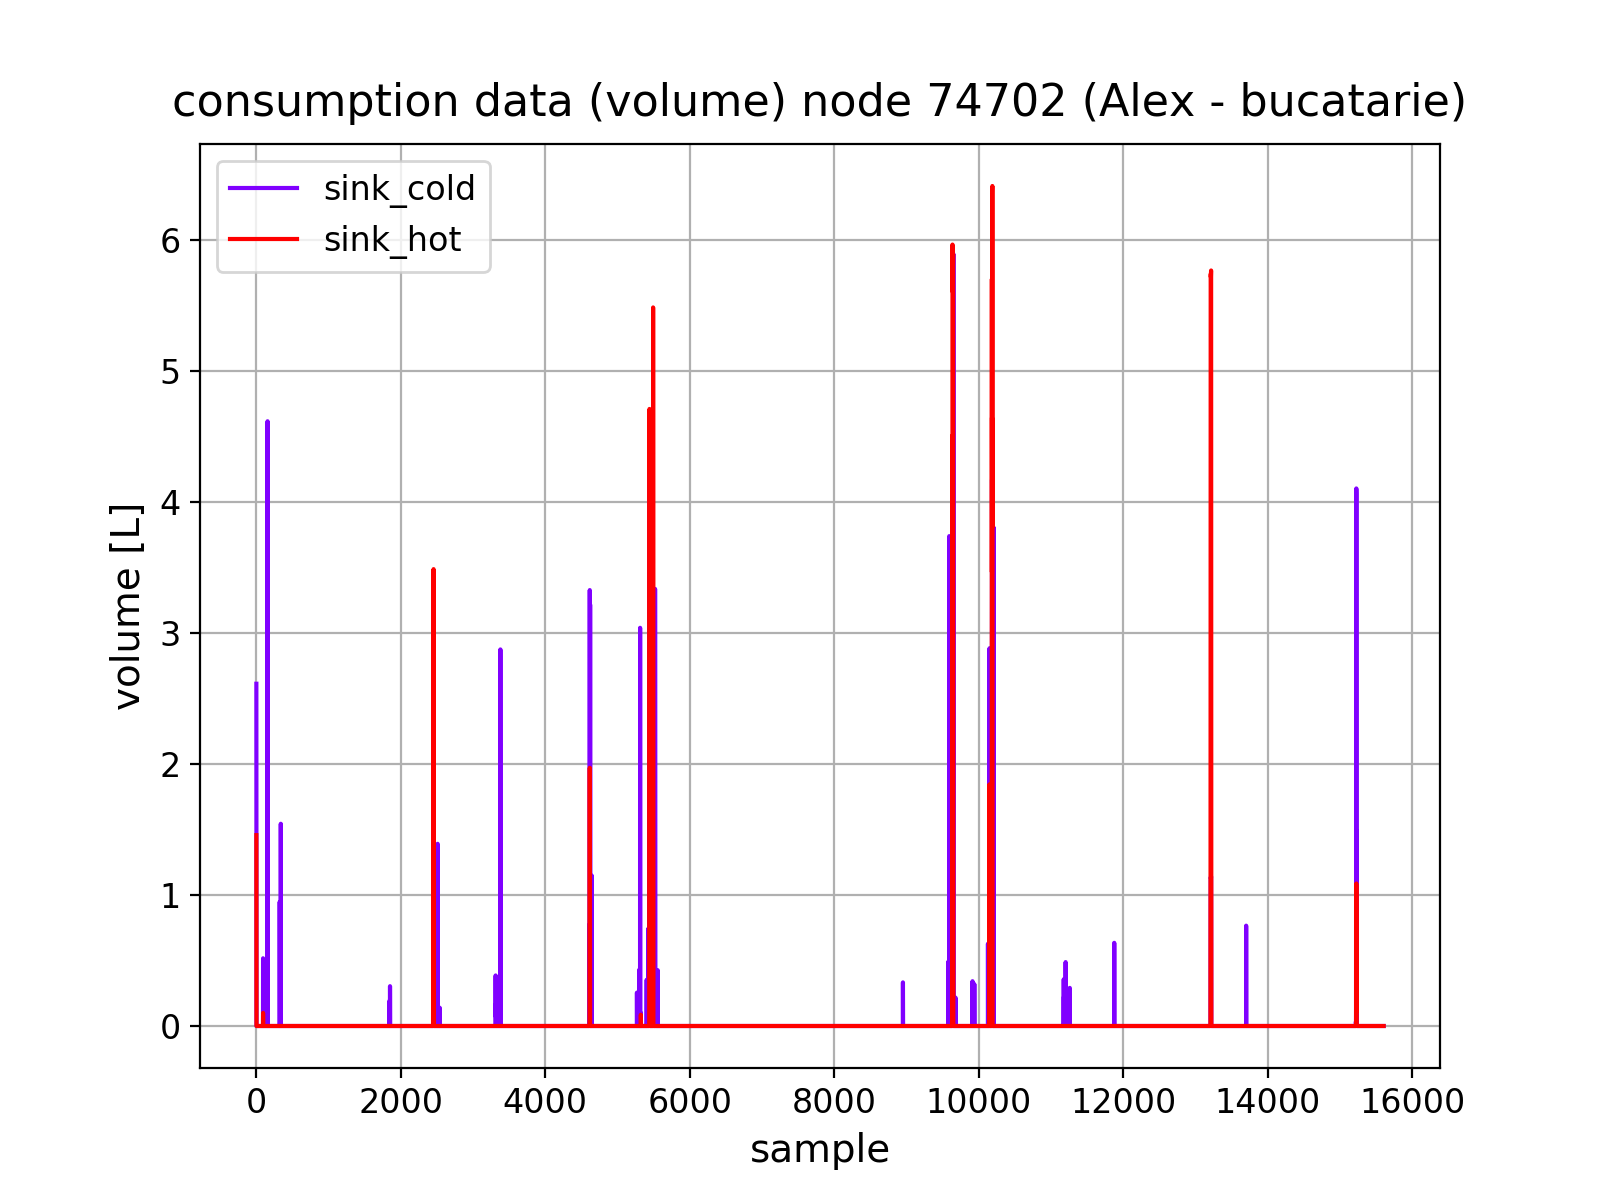 consumption data (volume) node 74702 (Alex - bucatarie)
sink_cold
sink_hot
volume [L]
6
5
4
3
2
1
0
0 2000 4000 6000 8000 10000 12000 14000 16000
sample